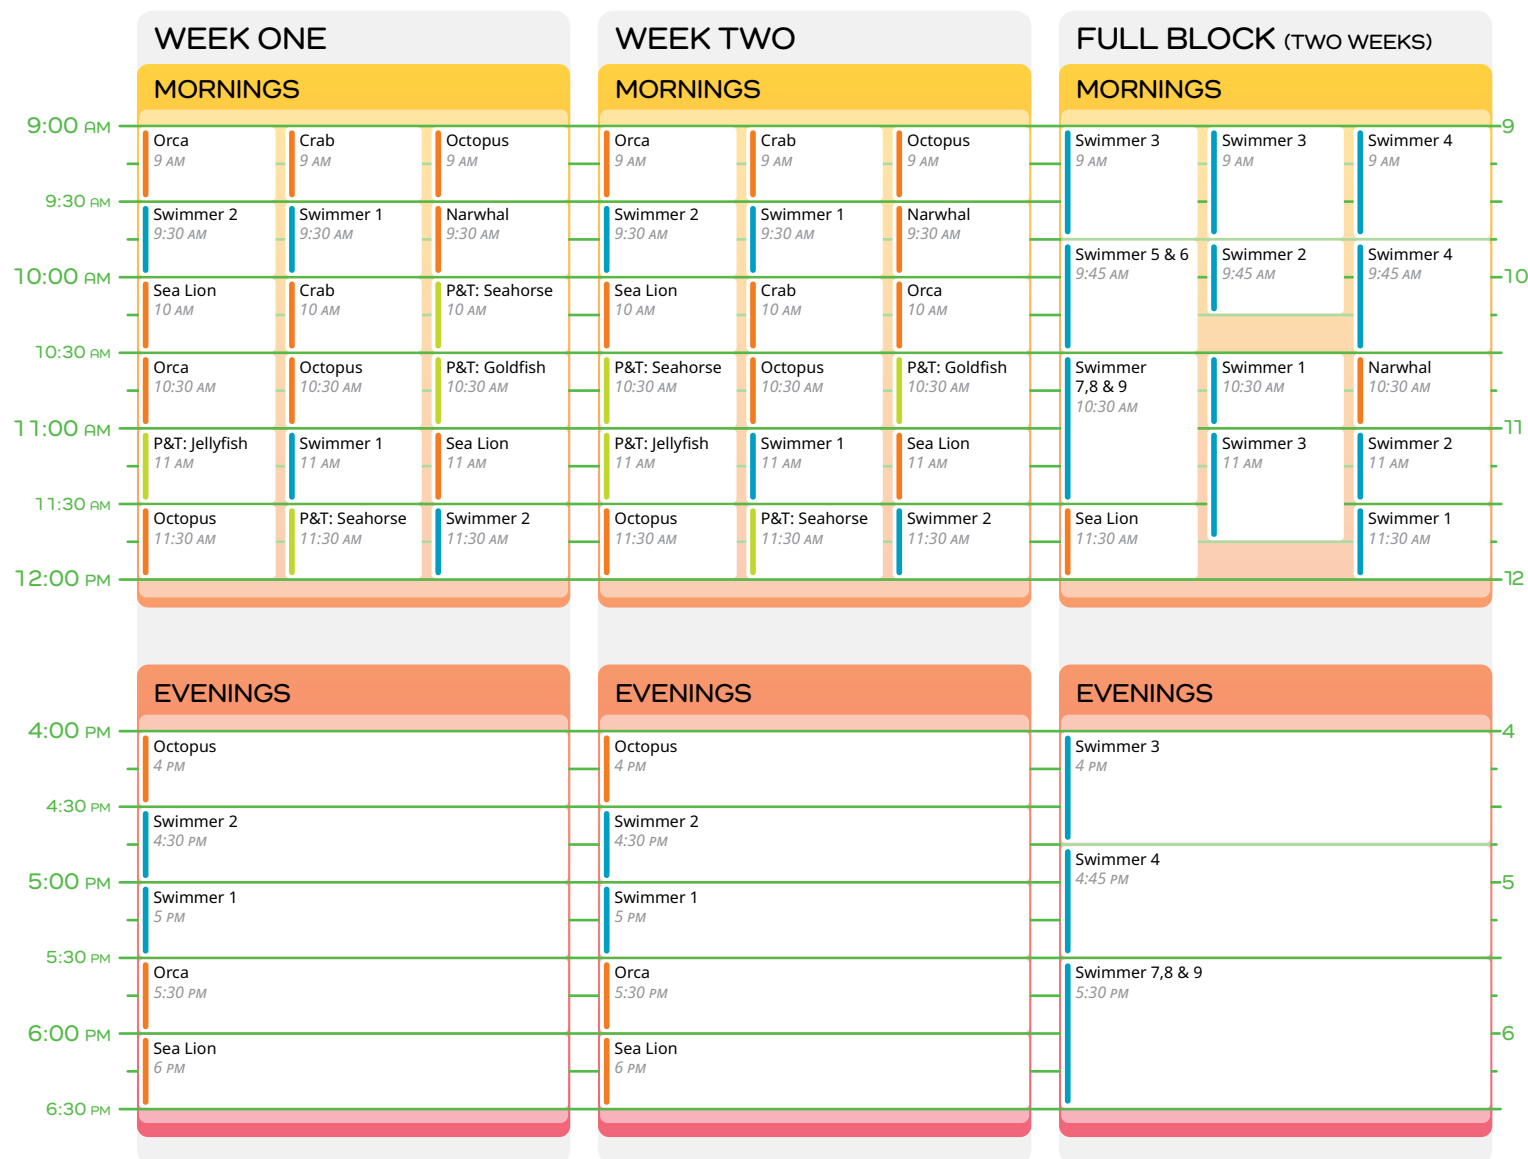 WEEK ONE
WEEK TWO
FULL BLOCK (TWO WEEKS)
MORNINGS
MORNINGS
MORNINGS
9:00 AM
9
Orca
Crab
Octopus
Orca
Crab
Octopus
Swimmer 3
Swimmer 3
Swimmer 4
9 AM
9 AM
9 AM
9 AM
9 AM
9 AM
9 AM
9 AM
9 AM
9:30 AM
Swimmer 2
Swimmer 1
Narwhal
Swimmer 2
Swimmer 1
Narwhal
9:30 AM
9:30 AM
9:30 AM
9:30 AM
9:30 AM
9:30 AM
Swimmer 5 & 6
Swimmer 2
Swimmer 4
9:45 AM
9:45 AM
9:45 AM
10:00 AM
10
Sea Lion
Crab
P&T: Seahorse
Sea Lion
Crab
Orca
10 AM
10 AM
10 AM
10 AM
10 AM
10 AM
10:30 AM
Orca
Octopus
P&T: Goldfish
P&T: Seahorse
Octopus
P&T: Goldfish
Swimmer
7,8 & 9
Swimmer 1
Narwhal
10:30 AM
10:30 AM
10:30 AM
10:30 AM
10:30 AM
10:30 AM
10:30 AM
10:30 AM
10:30 AM
11:00 AM
11
P&T: Jellyfish
Swimmer 1
Sea Lion
P&T: Jellyfish
Swimmer 1
Sea Lion
Swimmer 3
Swimmer 2
11 AM
11 AM
11 AM
11 AM
11 AM
11 AM
11 AM
11 AM
11:30 AM
Octopus
P&T: Seahorse
Swimmer 2
Octopus
P&T: Seahorse
Swimmer 2
Sea Lion
Swimmer 1
11:30 AM
11:30 AM
11:30 AM
11:30 AM
11:30 AM
11:30 AM
11:30 AM
11:30 AM
12:00 PM
12
EVENINGS
EVENINGS
EVENINGS
4:00 PM
4
Octopus
Octopus
Swimmer 3
4 PM
4 PM
4 PM
4:30 PM
Swimmer 2
Swimmer 2
4:30 PM
4:30 PM
Swimmer 4
4:45 PM
5:00 PM
5
Swimmer 1
Swimmer 1
5 PM
5 PM
5:30 PM
Orca
Orca
Swimmer 7,8 & 9
5:30 PM
5:30 PM
5:30 PM
6:00 PM
6
Sea Lion
Sea Lion
6 PM
6 PM
6:30 PM